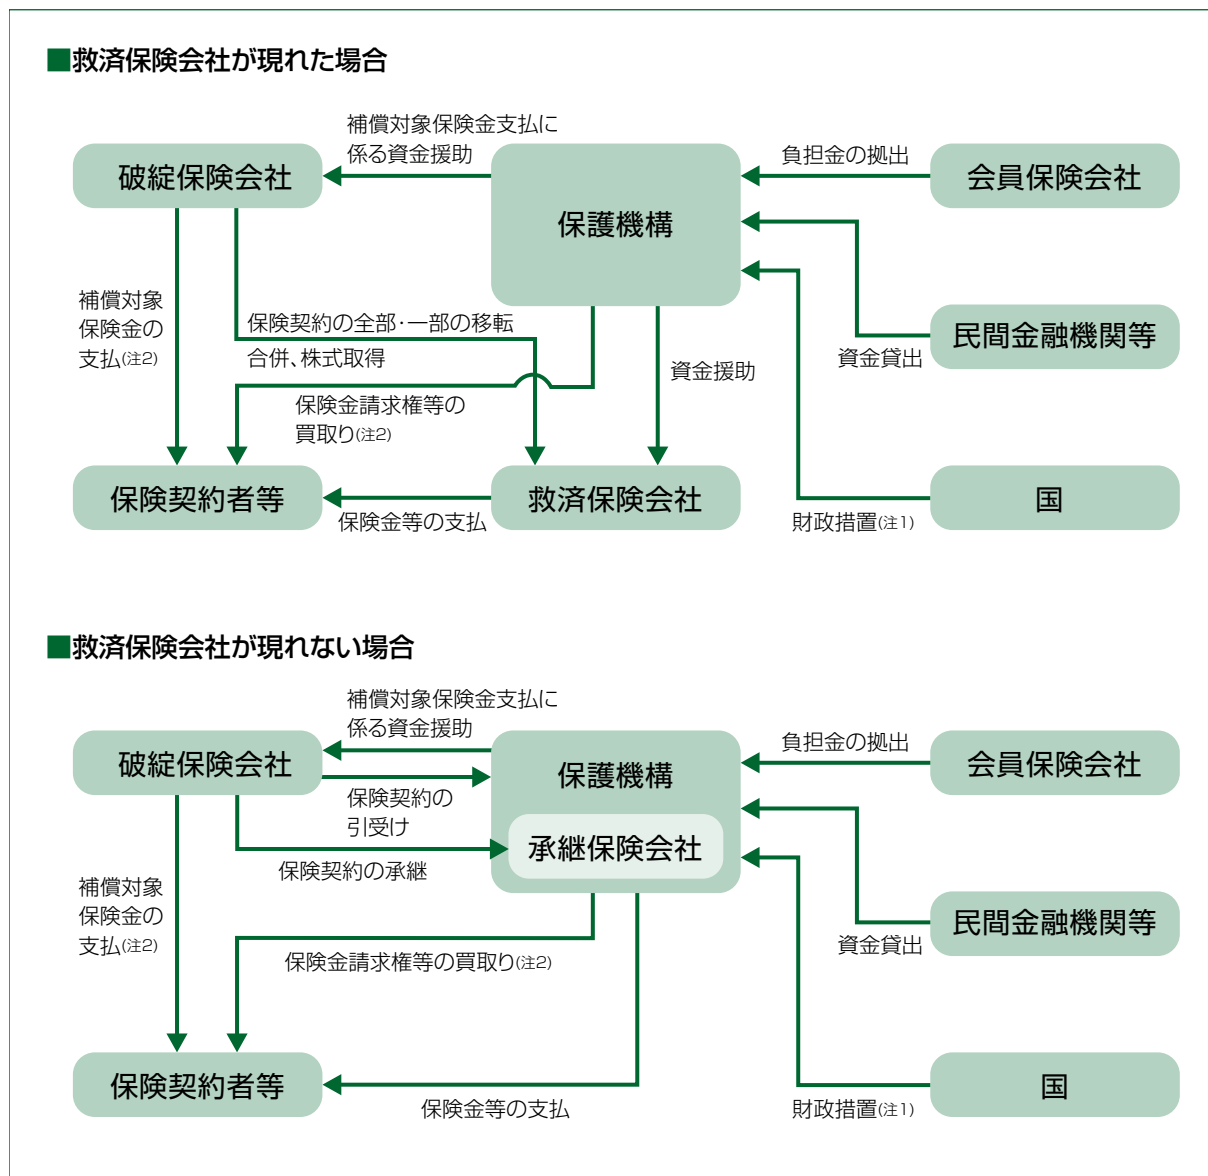 ■救済保険会社が現れた場合
補償対象保険金支払に
係る資金援助
負担金の拠出
破綻保険会社
保護機構
会員保険会社
補償対象
保険金の
支払(注2)
保険契約の全部・一部の移転
合併、株式取得
資金援助
民間金融機関等
資金貸出
保険金請求権等の
買取り(注2)
保険契約者等
救済保険会社
国
保険金等の支払
財政措置(注1)
■救済保険会社が現れない場合
補償対象保険金支払に
係る資金援助
負担金の拠出
破綻保険会社
保護機構
会員保険会社
保険契約の
引受け
承継保険会社
保険契約の承継
補償対象
保険金の
支払(注2)
民間金融機関等
資金貸出
保険金請求権等の買取り(注2)
保険契約者等
国
保険金等の支払
財政措置(注1)